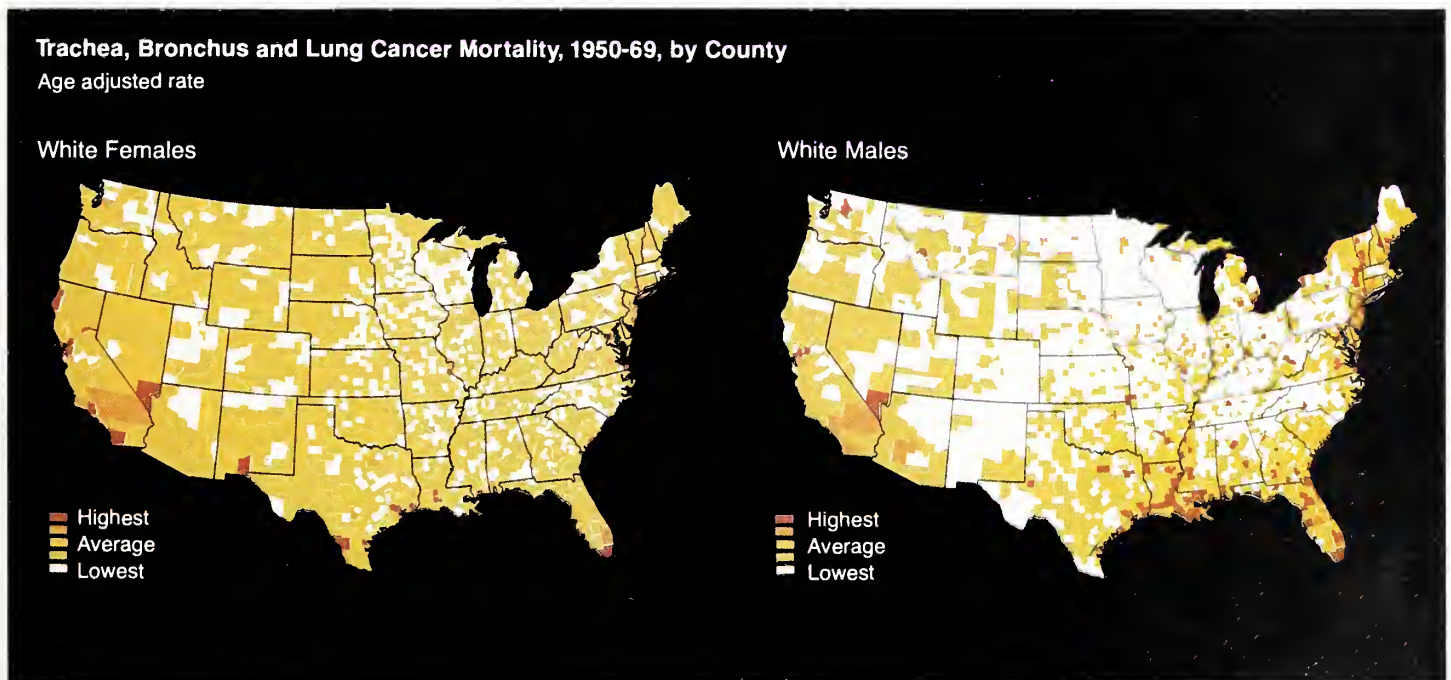 Trachea, Bronchus and Lung Cancer Mortality, 1950-69, by County
Age adjusted rate
White Females
White Males
Highest
Average
Lowest
Highest
Average
Lowest